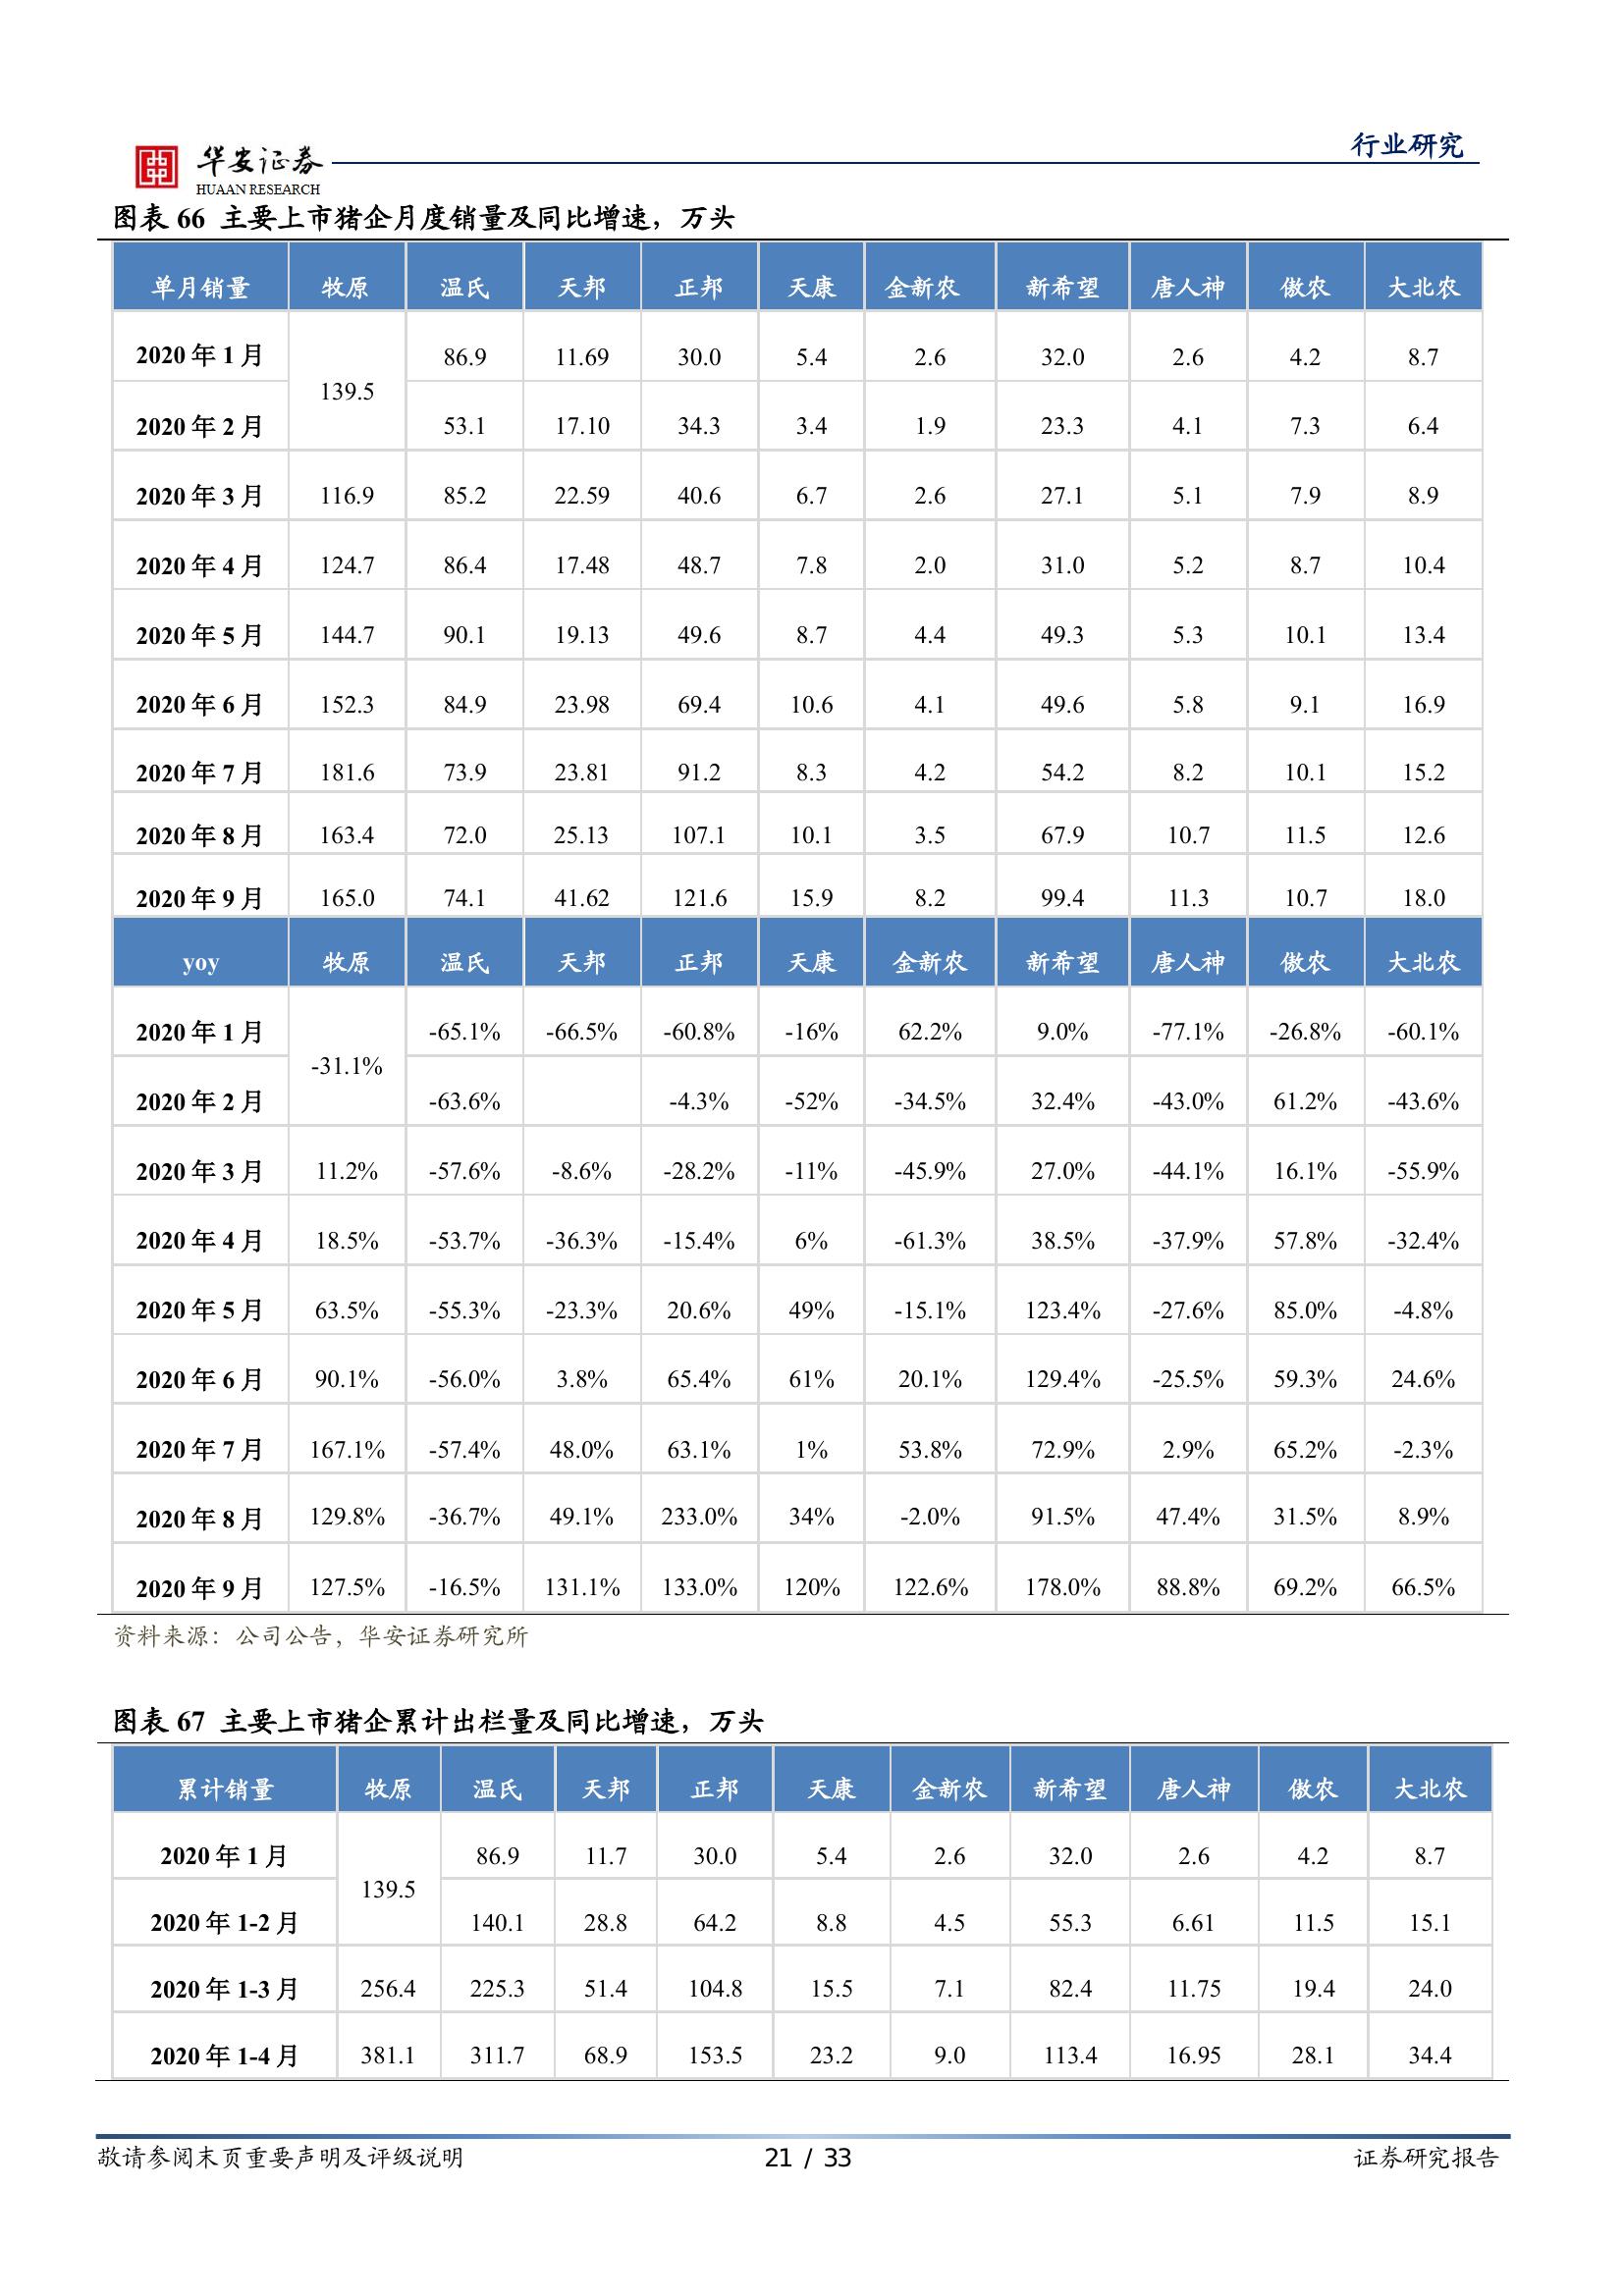 华安证券
HUAAN RESEARCH
行业研究
图表 66 主要上市猪企月度销量及同比增速，万头
单月销量 牧原 温氏 天邦 正邦 天康 金新农 新希望 唐人神 傲农 大北农
2020 年 1 月 139.5 86.9 11.69 30.0 5.4 2.6 32.0 2.6 4.2 8.7
2020 年 2 月 53.1 17.10 34.3 3.4 1.9 23.3 4.1 7.3 6.4
2020 年 3 月 116.9 85.2 22.59 40.6 6.7 2.6 27.1 5.1 7.9 8.9
2020 年 4 月 124.7 86.4 17.48 48.7 7.8 2.0 31.0 5.2 8.7 10.4
2020 年 5 月 144.7 90.1 19.13 49.6 8.7 4.4 49.3 5.3 10.1 13.4
2020 年 6 月 152.3 84.9 23.98 69.4 10.6 4.1 49.6 5.8 9.1 16.9
2020 年 7 月 181.6 73.9 23.81 91.2 8.3 4.2 54.2 8.2 10.1 15.2
2020 年 8 月 163.4 72.0 25.13 107.1 10.1 3.5 67.9 10.7 11.5 12.6
2020 年 9 月 165.0 74.1 41.62 121.6 15.9 8.2 99.4 11.3 10.7 18.0
yoy 牧原 温氏 天邦 正邦 天康 金新农 新希望 唐人神 傲农 大北农
2020 年 1 月 -31.1% -65.1% -66.5% -60.8% -16% 62.2% 9.0% -77.1% -26.8% -60.1%
2020 年 2 月 -63.6% -4.3% -52% -34.5% 32.4% -43.0% 61.2% -43.6%
2020 年 3 月 11.2% -57.6% -8.6% -28.2% -11% -45.9% 27.0% -44.1% 16.1% -55.9%
2020 年 4 月 18.5% -53.7% -36.3% -15.4% 6% -61.3% 38.5% -37.9% 57.8% -32.4%
2020 年 5 月 63.5% -55.3% -23.3% 20.6% 49% -15.1% 123.4% -27.6% 85.0% -4.8%
2020 年 6 月 90.1% -56.0% 3.8% 65.4% 61% 20.1% 129.4% -25.5% 59.3% 24.6%
2020 年 7 月 167.1% -57.4% 48.0% 63.1% 1% 53.8% 72.9% 2.9% 65.2% -2.3%
2020 年 8 月 129.8% -36.7% 49.1% 233.0% 34% -2.0% 91.5% 47.4% 31.5% 8.9%
2020 年 9 月 127.5% -16.5% 131.1% 133.0% 120% 122.6% 178.0% 88.8% 69.2% 66.5%
资料来源：公司公告，华安证券研究所
图表 67 主要上市猪企累计出栏量及同比增速，万头
累计销量 牧原 温氏 天邦 正邦 天康 金新农 新希望 唐人神 傲农 大北农
2020 年 1 月 139.5 86.9 11.7 30.0 5.4 2.6 32.0 2.6 4.2 8.7
2020 年 1-2 月 140.1 28.8 64.2 8.8 4.5 55.3 6.61 11.5 15.1
2020 年 1-3 月 256.4 225.3 51.4 104.8 15.5 7.1 82.4 11.75 19.4 24.0
2020 年 1-4 月 381.1 311.7 68.9 153.5 23.2 9.0 113.4 16.95 28.1 34.4
敬请参阅末页重要声明及评级说明 21 / 33 证券研究报告